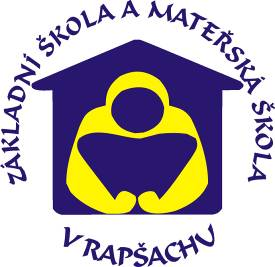 ZÁKLADNÍ ŠKOLA A MATEŘSKÁ ŠKOLA
V RAPŠACHU